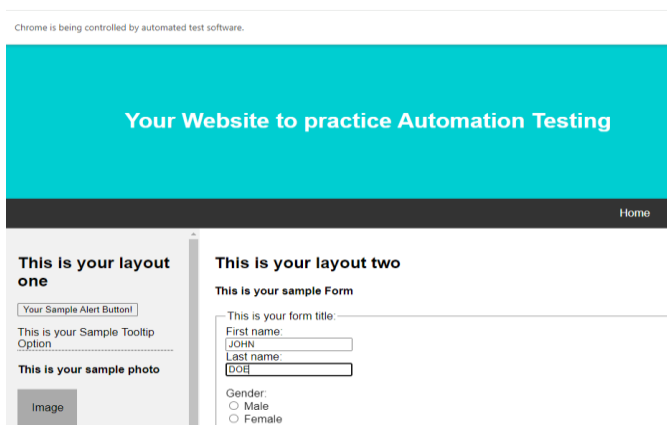 Chrome is being controlled by automated test software.
Your Website to practice Automation Testing
Home
This is your layout
one
Your Sample Alert Button!
This is your Sample Tooltip
Option
This is your sample photo
Image
This is your layout two
This is your sample Form
This is your form title:
First name:
JOHN
Last name:
DOE
Gender:
Male
Female